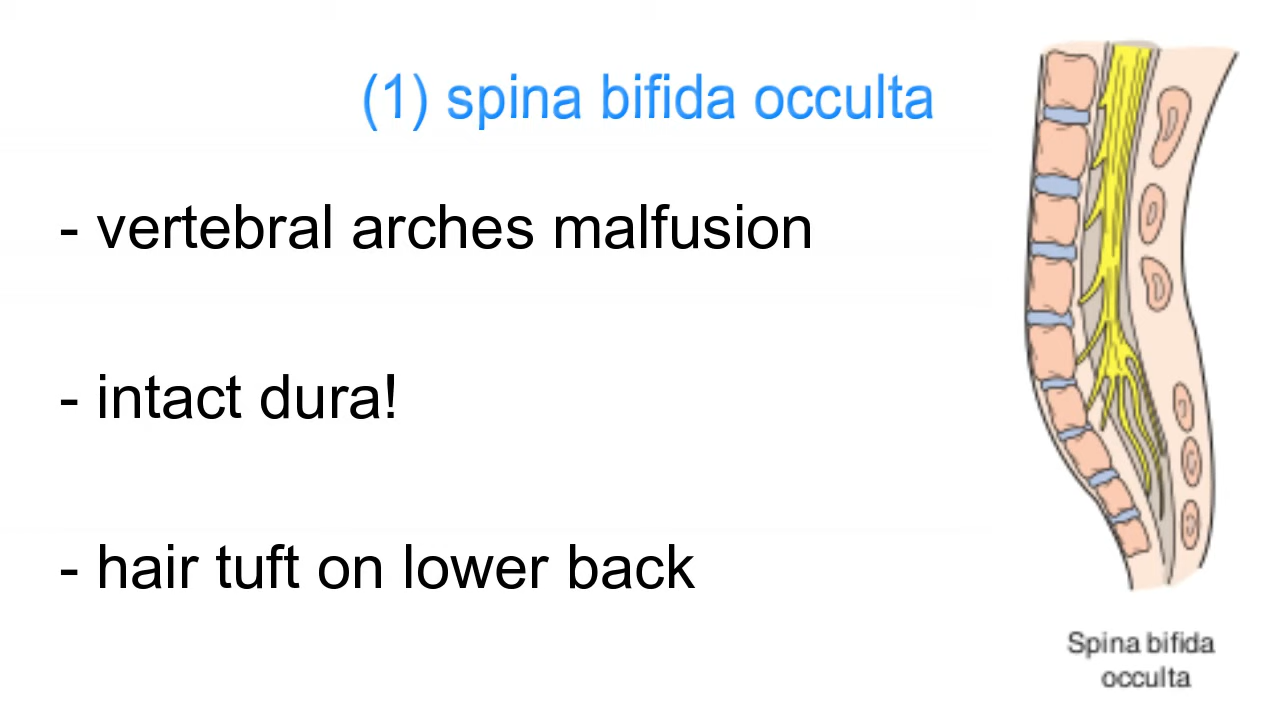 (1) spina bifida occulta
- vertebral arches malfusion
- intact dura!
- hair tuft on lower back
Spina bifida
occulta